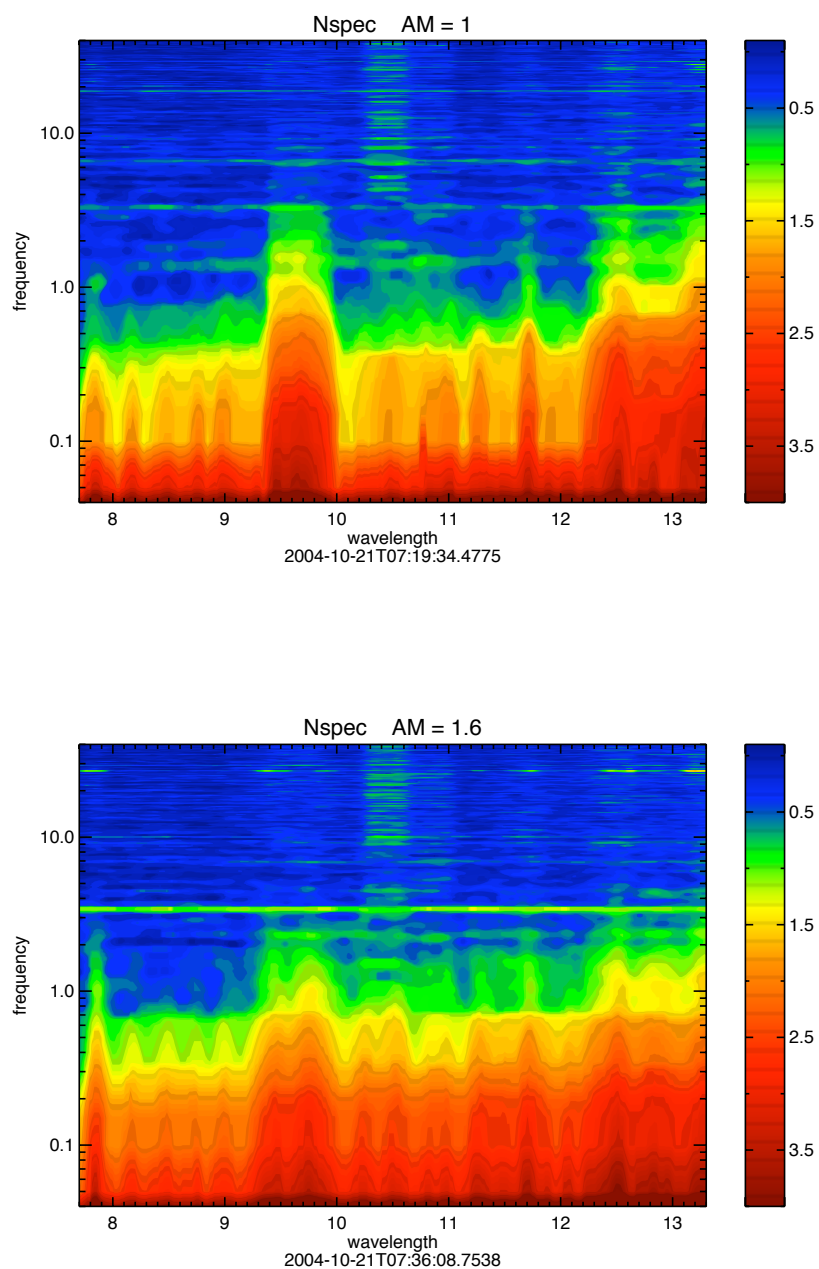 Nspec AM = 1
frequency
10.0
1.0
0.1
8 9 10 11 12 13
wavelength
2004-10-21T07:19:34.4775
0.5
1.5
2.5
3.5
Nspec AM = 1.6
frequency
10.0
1.0
0.1
8 9 10 11 12 13
wavelength
2004-10-21T07:36:08.7538
0.5
1.5
2.5
3.5